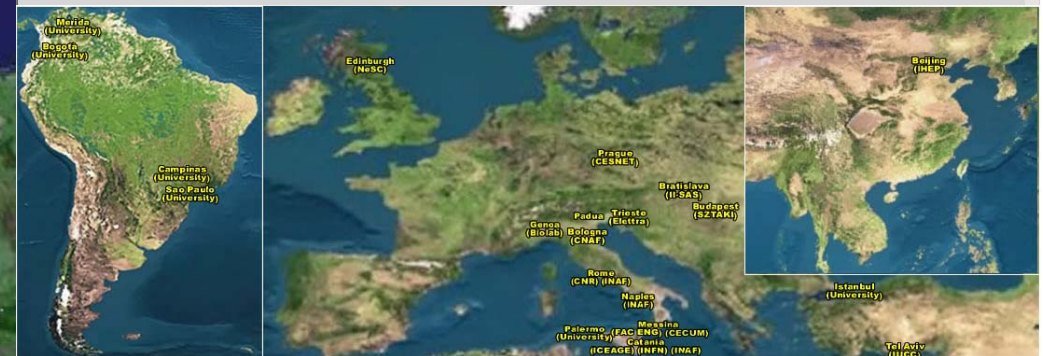 Merida
(University)
Bogota
(University)
Campinas
(University)
Sao Paulo
(University)
Edinburgh
(NeSC)
Prague
(CESNET)
Bratislava
(II-SAS)
Budapest
(SZTAKI)
Padua
Trieste
(Elettra)
Genoa
(Biolab)
Bologna
(CNAF)
Rome
(CNR) (INAF)
Naples
(INAF)
Palermo
(University)
Messina
(FAC ENG) (CECUM)
Catania
(ICEAGE) (INFN) (INAF)
Beijing
(IHEP)
Istanbul
(University)
Tel Aviv
(IUCC)